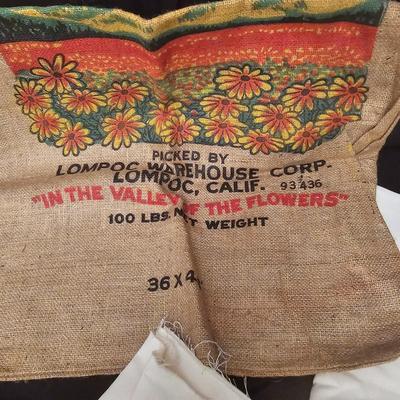 PICKED BY
LOMPOC WAREHOUSE CORP.
LOMPOC, CALIF. 93436
"IN THE VALLEY OF THE FLOWERS"
100 LBS. NET WEIGHT
36 X 4